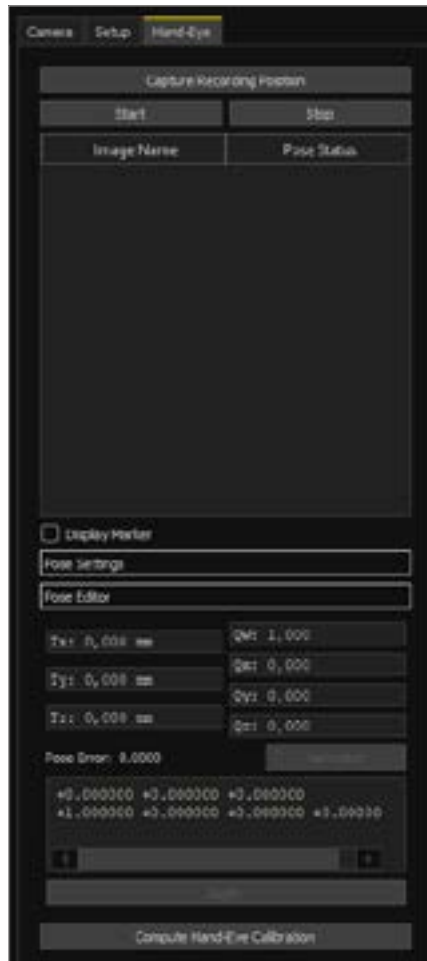 Camera Setup Hand-Eye
Capture Recording Position
Start Stop
Image Name Pose Status
Display Marker
Pose Settings
Pose Editor
Tx: 0,000 mm
Ty: 0,000 mm
Tz: 0,000 mm
QW: 1,000
Qx: 0,000
Qy: 0,000
Qz: 0,000
Pose Error: 0.0000
+0.000000 +0.000000 +0.000000
+1.000000 +0.000000 +0.000000 +0.00000
Compute Hand-Eye Calibration